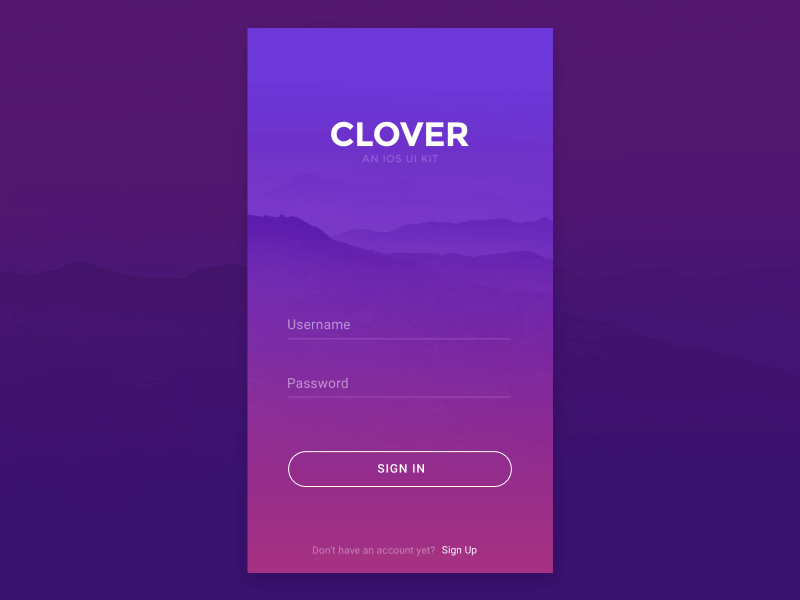 CLOVER
AN IOS UI KIT
Username
Password
SIGN IN
Don't have an account yet? Sign Up